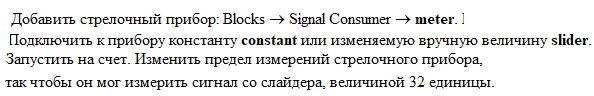 Добавить стрелочный прибор: Blocks → Signal Consumer → meter.
Подключить к прибору константу constant или изменяемую вручную величину slider.
Запустить на счет. Изменить предел измерений стрелочного прибора,
так чтобы он мог измерить сигнал со слайдера, величиной 32 единицы.